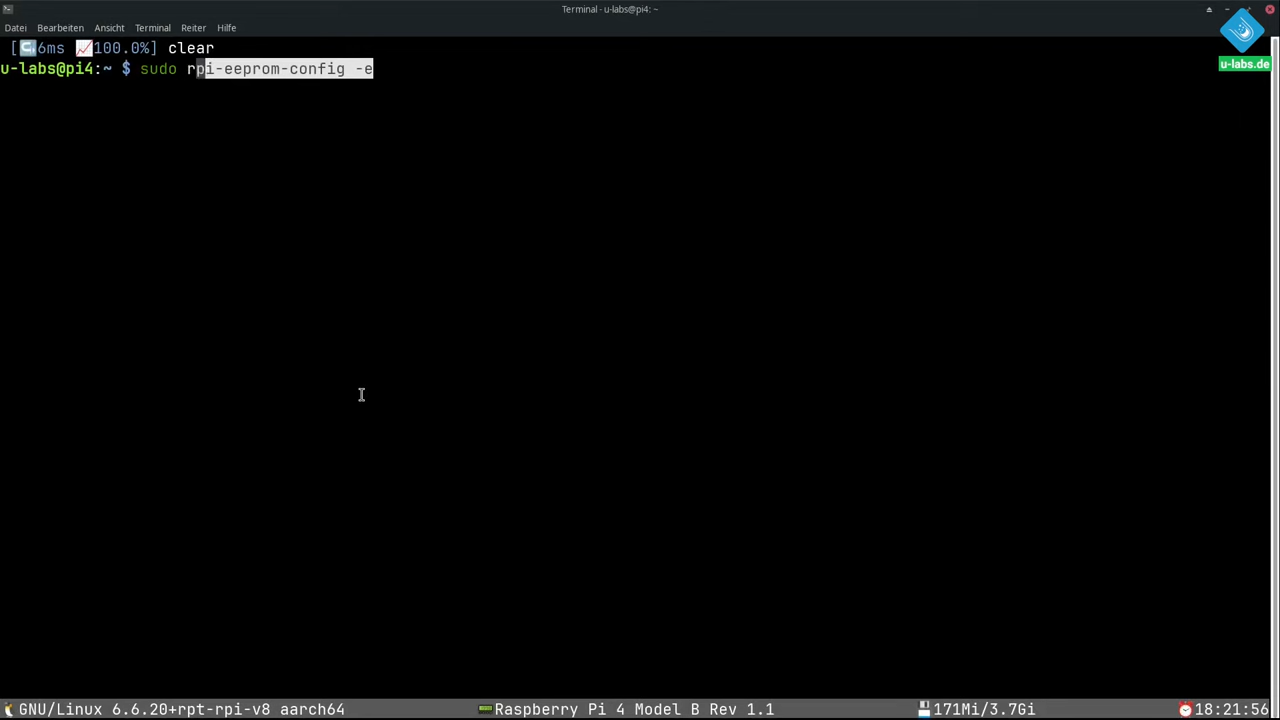 Terminal - u-labs@pi4: ~
Datei Bearbeiten Ansicht Terminal Reiter Hilfe
[6ms 100.0%] clear
u-labs@pi4:~ $ sudo rpi-eeprom-config -e
u-labs.de
GNU/Linux 6.6.20+rpt-rpi-v8 aarch64 Raspberry Pi 4 Model B Rev 1.1 171Mi/3.7Gi 18:21:56